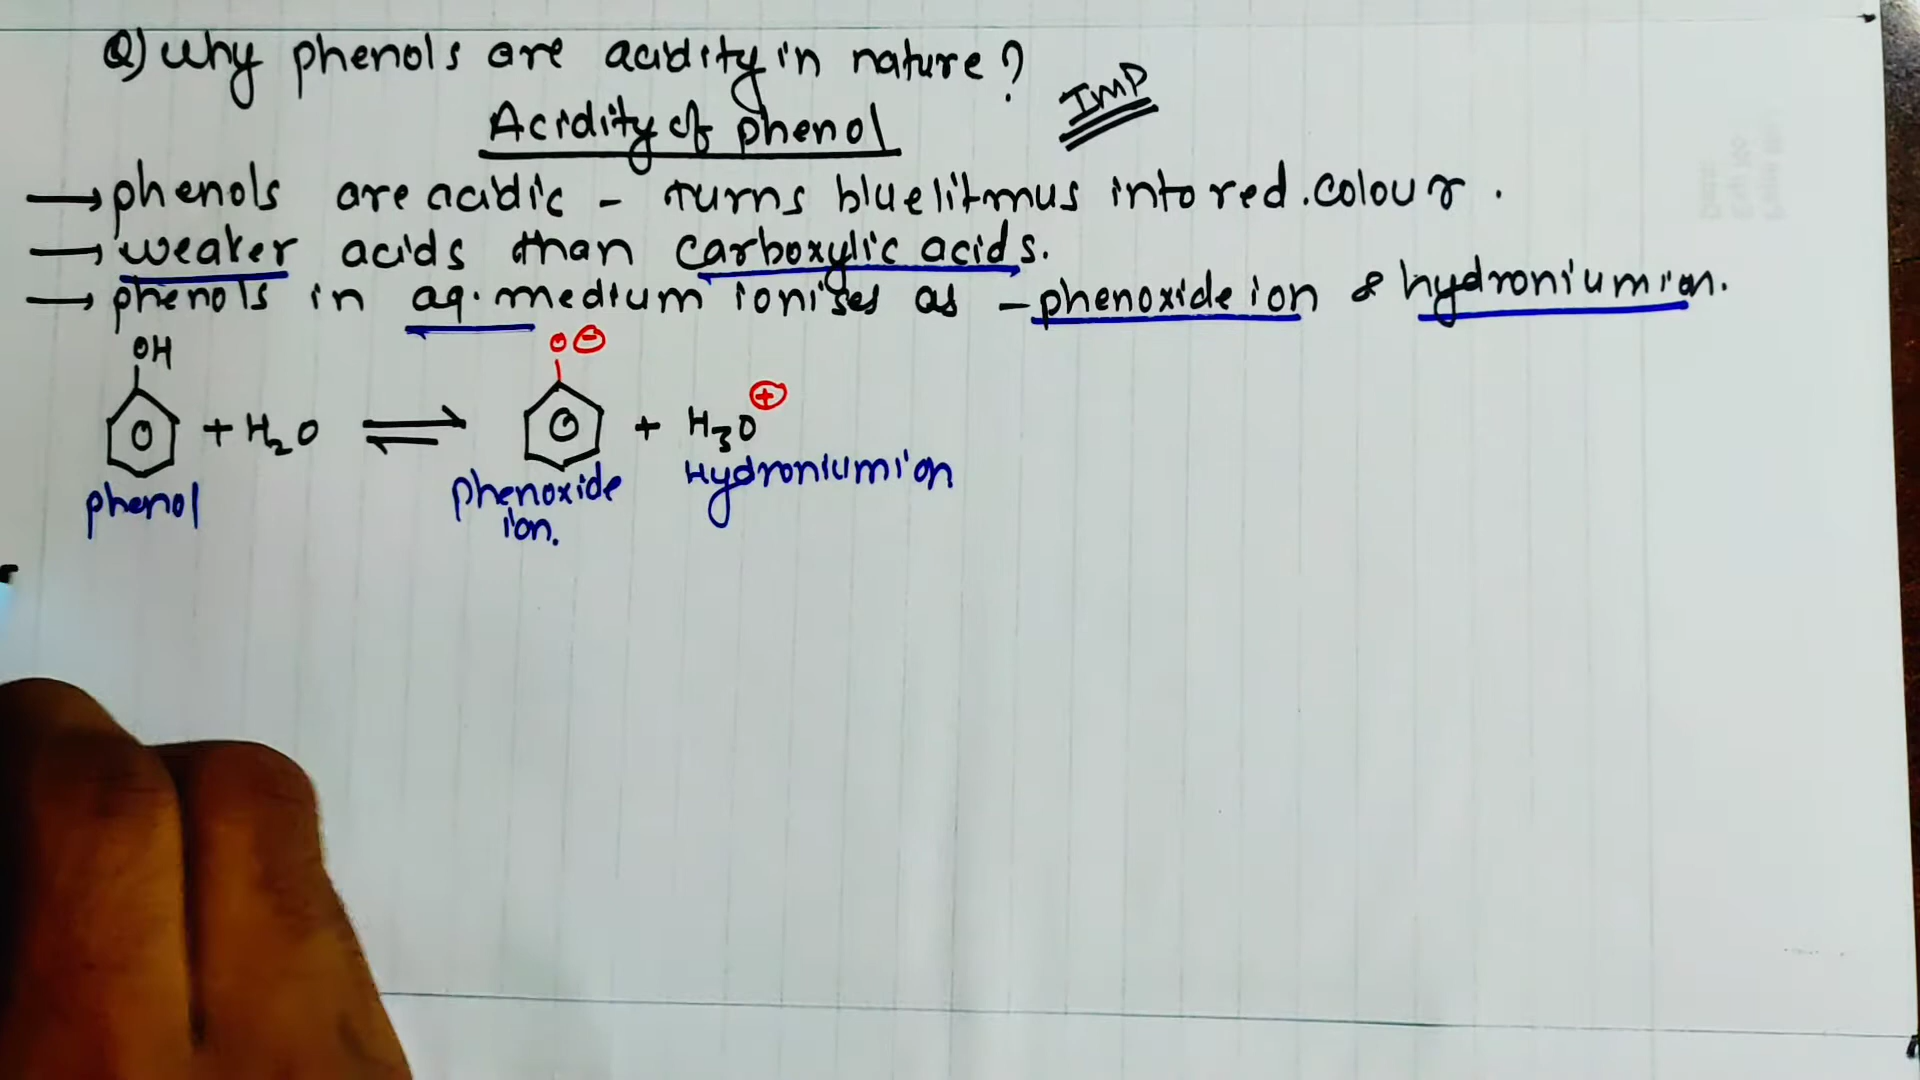 Q) Why phenols are acidity in nature?
Acidity of phenol
IMP
→ phenols are acidic - turns blue litmus into red.colour.
→ weaker acids than carboxylic acids.
→ phenols in aq. medium ionises as - phenoxide ion & hydronium ion.
OH
O⊖
+ H₂O ⇌ + H₃O⊕
phenol
phenoxide ion.
Hydronium ion